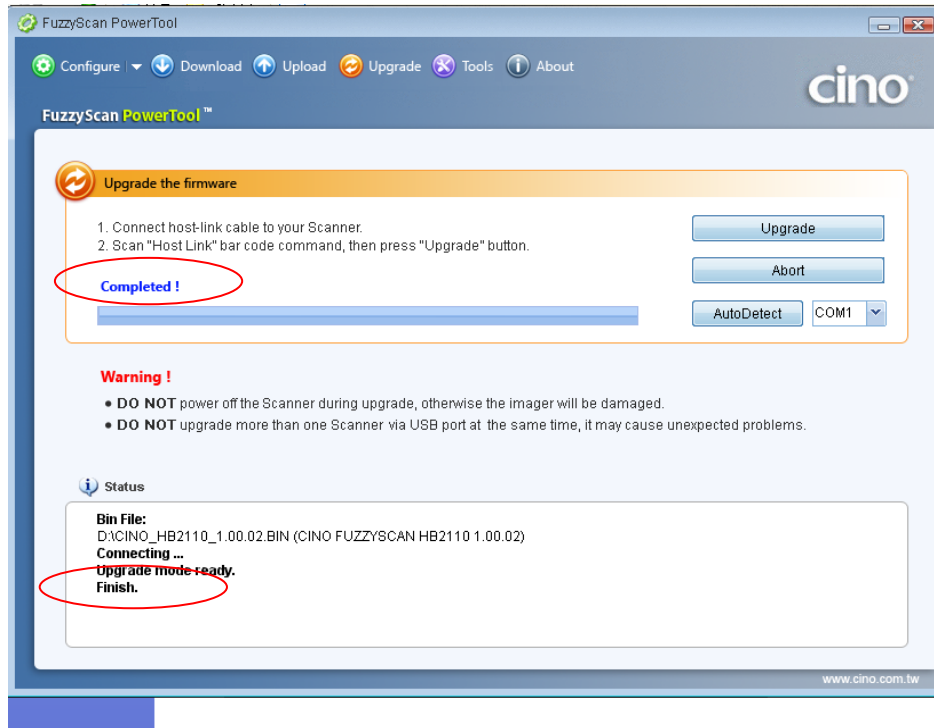 FuzzyScan PowerTool
Configure Download Upload Upgrade Tools About
cino
FuzzyScan PowerTool™
Upgrade the firmware
1. Connect host-link cable to your Scanner.
2. Scan "Host Link" bar code command, then press "Upgrade" button.
Completed !
Upgrade
Abort
AutoDetect COM1
Warning !
• DO NOT power off the Scanner during upgrade, otherwise the imager will be damaged.
• DO NOT upgrade more than one Scanner via USB port at the same time, it may cause unexpected problems.
Status
Bin File:
D:\CINO_HB2110_1.00.02.BIN (CINO FUZZYSCAN HB2110 1.00.02)
Connecting ...
Upgrade mode ready.
Finish.
www.cino.com.tw